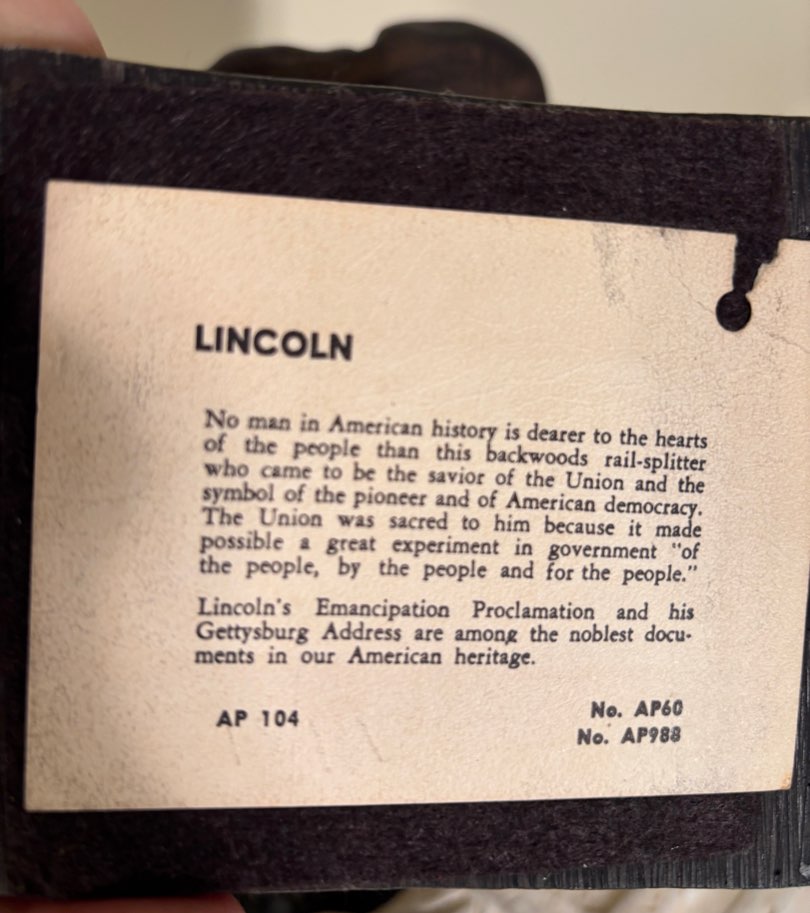 LINCOLN
No man in American history is dearer to the hearts
of the people than this backwoods rail-splitter
who came to be the savior of the Union and the
symbol of the pioneer and of American democracy.
The Union was sacred to him because it made
possible a great experiment in government "of
the people, by the people and for the people."
Lincoln's Emancipation Proclamation and his
Gettysburg Address are among the noblest docu-
ments in our American heritage.
AP 104
No. AP60
No. AP988